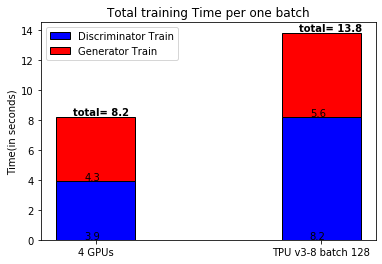 Total training Time per one batch
total= 13.8
Discriminator Train
Generator Train
total= 8.2
Time(in seconds)
14
12
10
8
6
4
2
0
5.6
4.3
3.9
8.2
4 GPUs
TPU v3-8 batch 128